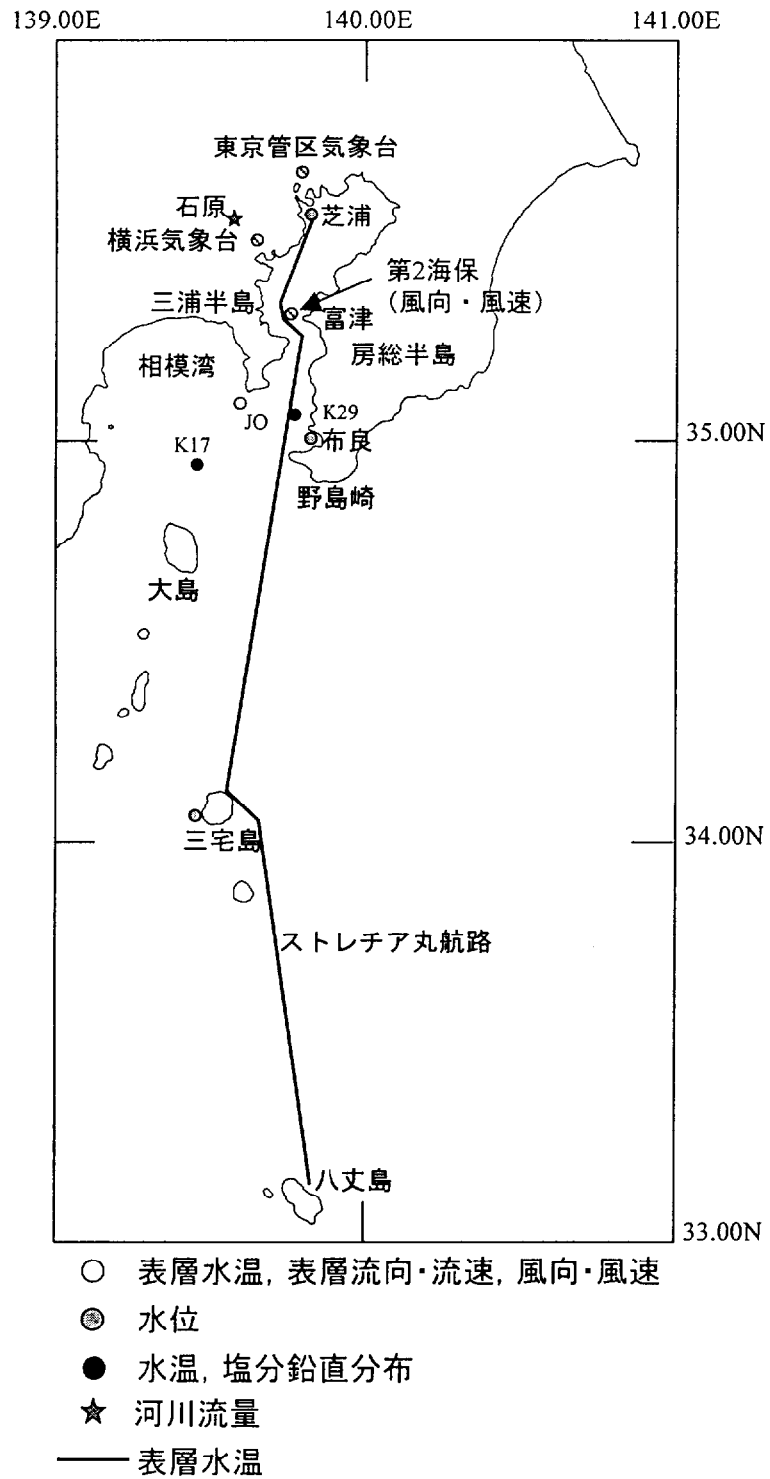 139.00E 140.00E 141.00E
東京管区気象台
石原
芝浦
横浜気象台
第2海保
(風向・風速)
三浦半島
富津
房総半島
相模湾
JO
K29
布良
35.00N
K17
野島崎
大島
三宅島
34.00N
ストレチア丸航路
八丈島
33.00N
表層水温, 表層流向・流速, 風向・風速
水位
水温, 塩分鉛直分布
河川流量
表層水温